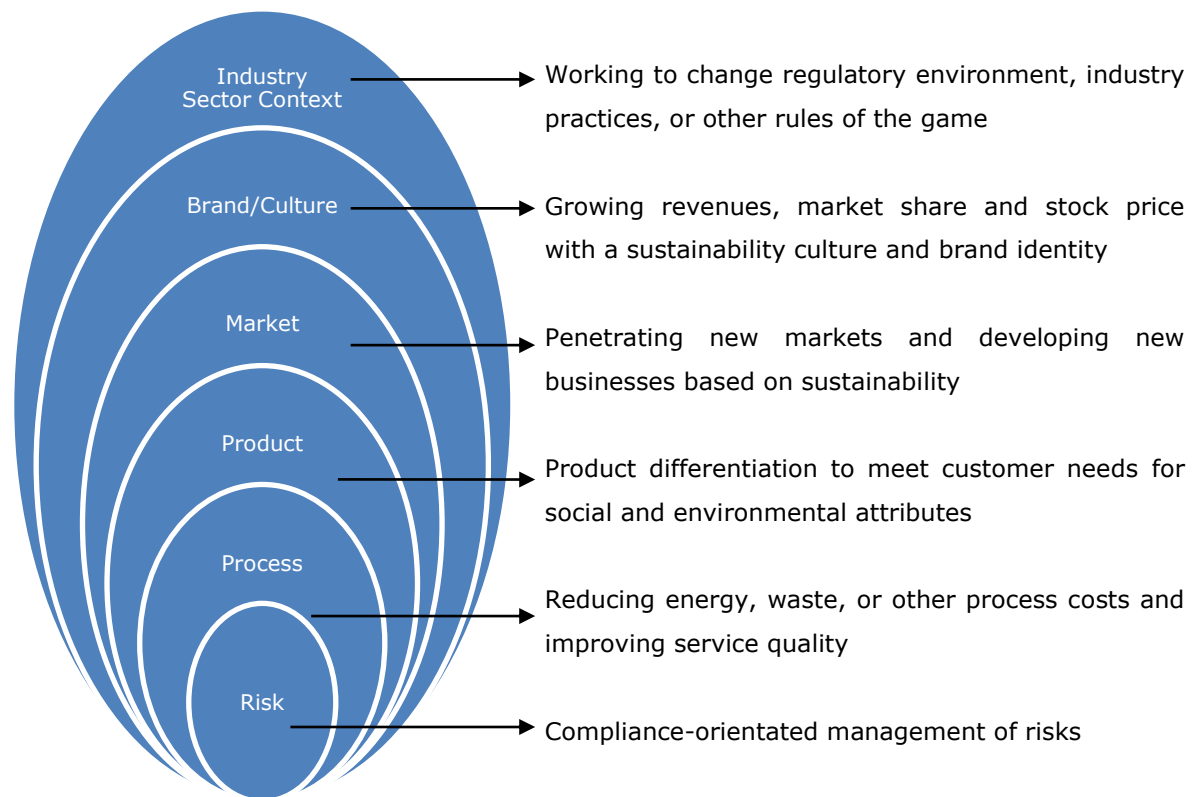 Industry
Sector Context
Working to change regulatory environment, industry
practices, or other rules of the game
Brand/Culture
Growing revenues, market share and stock price
with a sustainability culture and brand identity
Market
Penetrating new markets and developing new
businesses based on sustainability
Product
Product differentiation to meet customer needs for
social and environmental attributes
Process
Reducing energy, waste, or other process costs and
improving service quality
Risk
Compliance-orientated management of risks